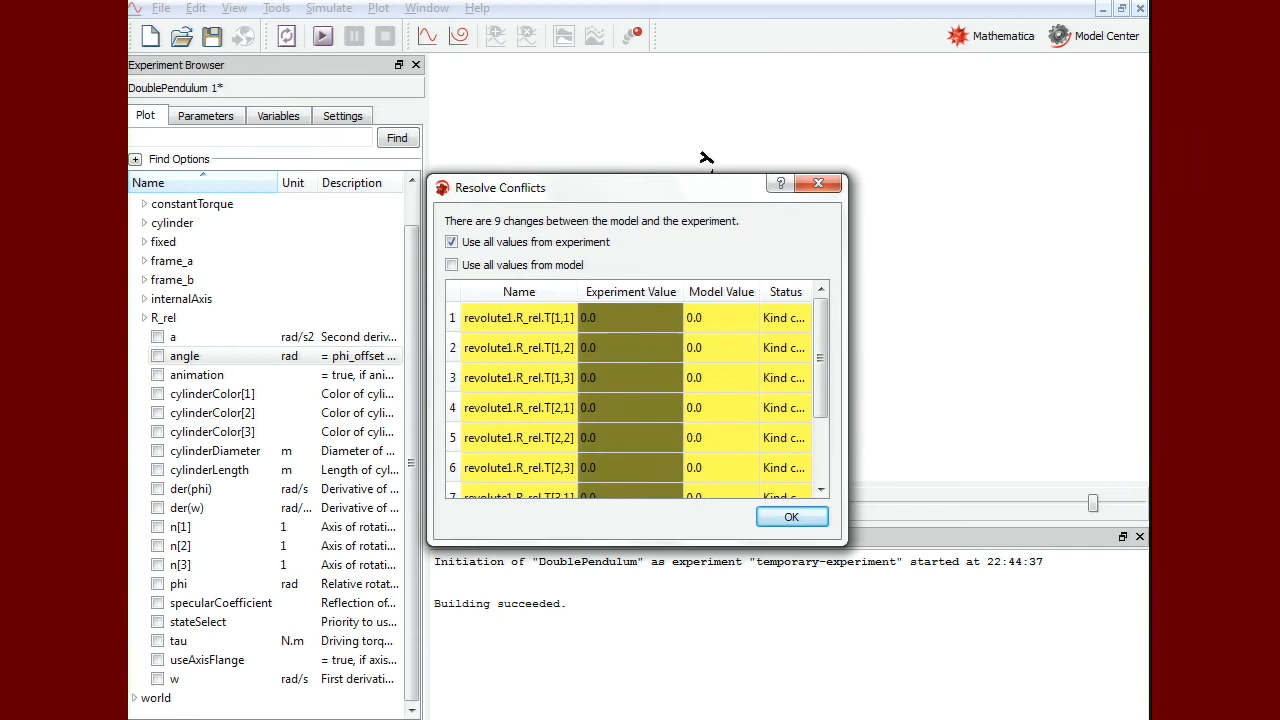 File Edit View Tools Simulate Plot Window Help
Mathematica Model Center
Experiment Browser
DoublePendulum 1*
Plot Parameters Variables Settings
Find
Find Options
Name Unit Description
constantTorque
cylinder
fixed
frame_a
frame_b
internalAxis
R_rel
a rad/s2 Second deriv...
angle rad = phi_offset ...
animation = true, if ani...
cylinderColor[1] Color of cyli...
cylinderColor[2] Color of cyli...
cylinderColor[3] Color of cyli...
cylinderDiameter m Diameter of ...
cylinderLength m Length of cyl...
der(phi) rad/s Derivative of ...
der(w) rad/... Derivative of ...
n[1] 1 Axis of rotati...
n[2] 1 Axis of rotati...
n[3] 1 Axis of rotati...
phi rad Relative rotat...
specularCoefficient Reflection of...
stateSelect Priority to us...
tau N.m Driving torq...
useAxisFlange = true, if axis...
w rad/s First derivati...
world
Resolve Conflicts
There are 9 changes between the model and the experiment.
Use all values from experiment
Use all values from model
Name Experiment Value Model Value Status
1 revolute1.R_rel.T[1,1] 0.0 0.0 Kind c...
2 revolute1.R_rel.T[1,2] 0.0 0.0 Kind c...
3 revolute1.R_rel.T[1,3] 0.0 0.0 Kind c...
4 revolute1.R_rel.T[2,1] 0.0 0.0 Kind c...
5 revolute1.R_rel.T[2,2] 0.0 0.0 Kind c...
6 revolute1.R_rel.T[2,3] 0.0 0.0 Kind c...
7 revolute1.R_rel.T[3,1] 0.0 0.0 Kind c...
OK
Initiation of "DoublePendulum" as experiment "temporary-experiment" started at 22:44:37
Building succeeded.